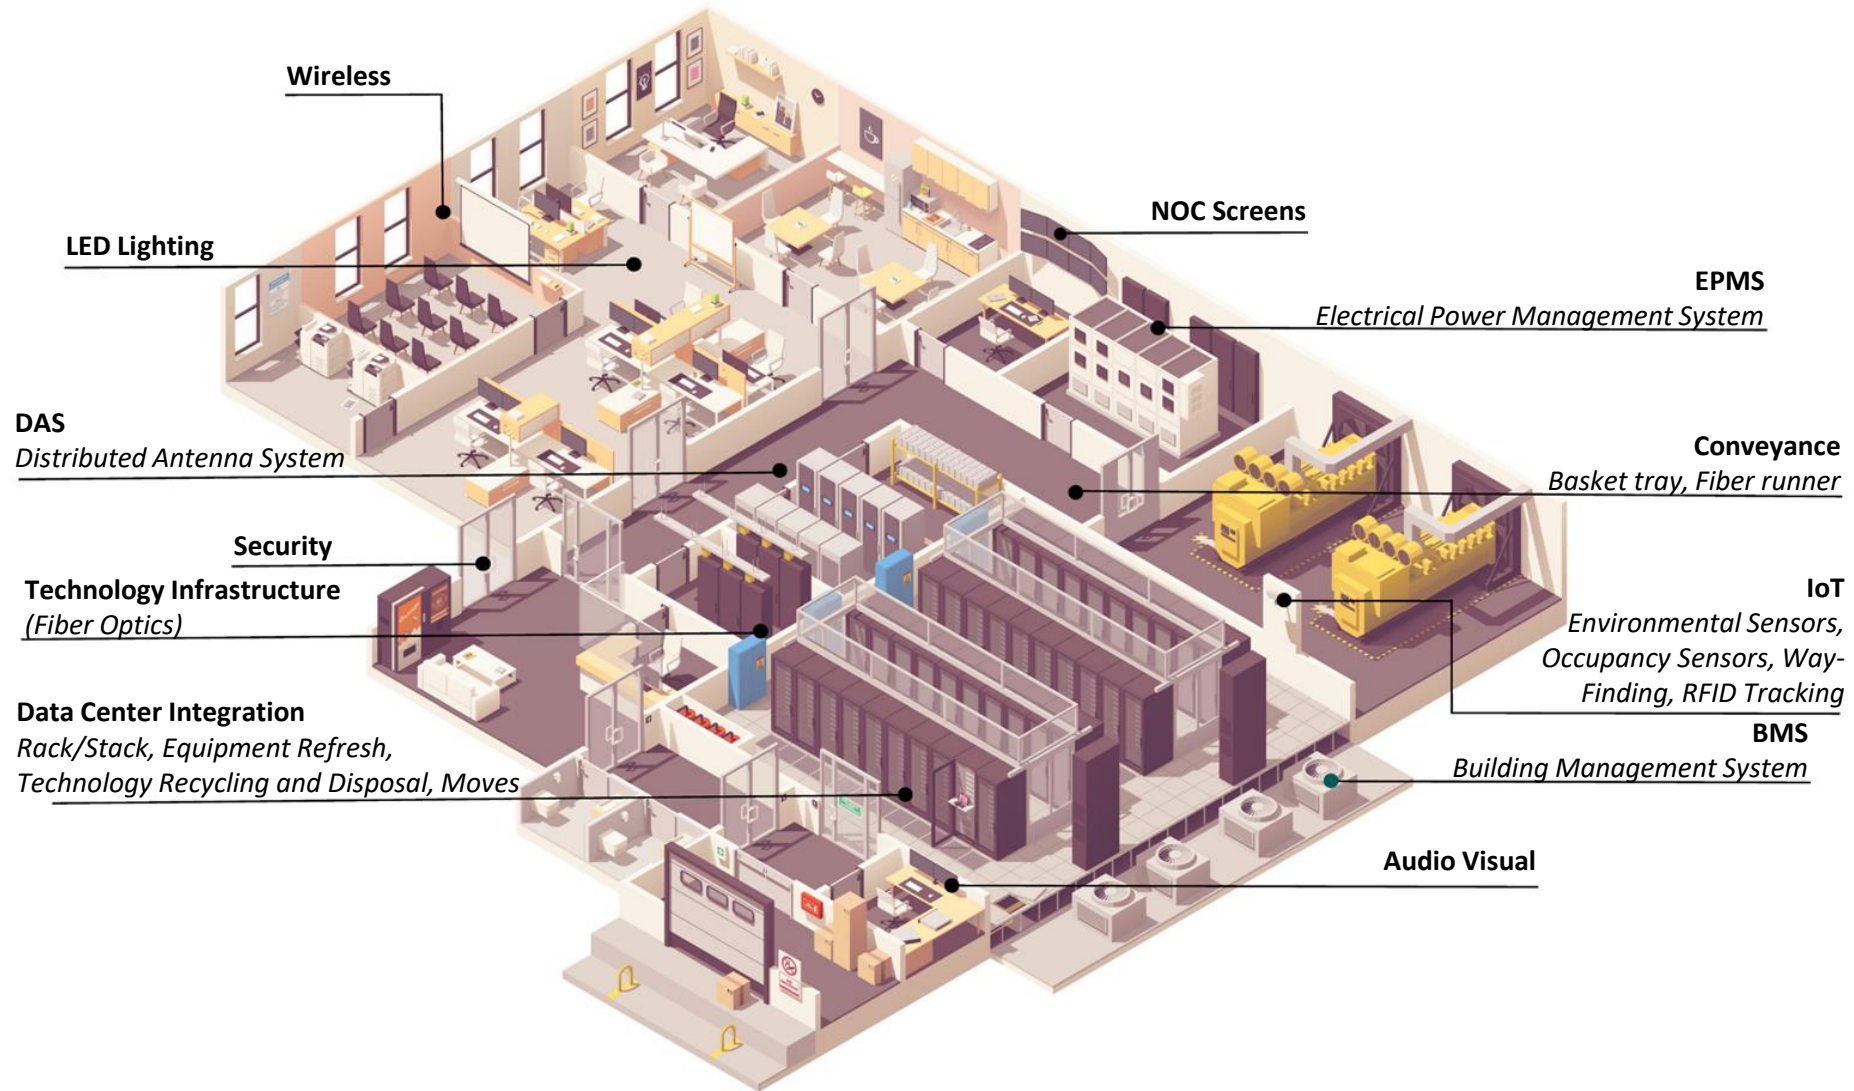 Wireless
LED Lighting
NOC Screens
EPMS
Electrical Power Management System
DAS
Distributed Antenna System
Conveyance
Basket tray, Fiber runner
Security
Technology Infrastructure
(Fiber Optics)
IoT
Environmental Sensors,
Occupancy Sensors, Way-
Finding, RFID Tracking
Data Center Integration
Rack/Stack, Equipment Refresh,
Technology Recycling and Disposal, Moves
BMS
Building Management System
Audio Visual